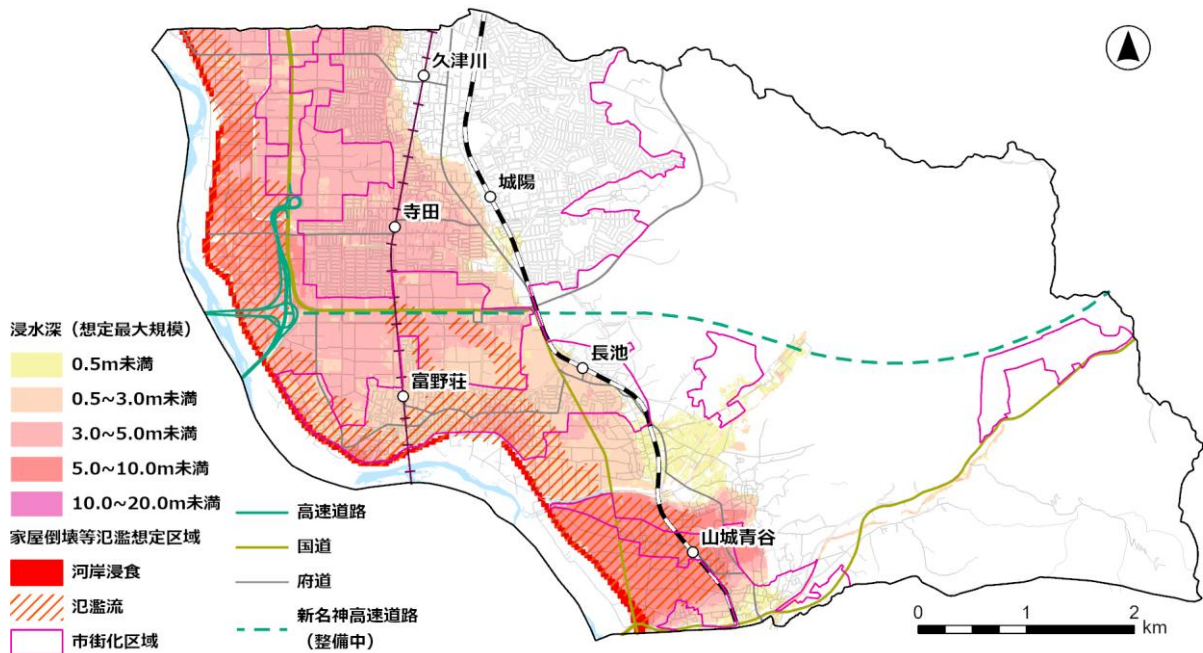 久津川
城陽
寺田
長池
富野荘
山城青谷
浸水深（想定最大規模）
0.5m未満
0.5~3.0m未満
3.0~5.0m未満
5.0~10.0m未満
10.0~20.0m未満
家屋倒壊等氾濫想定区域
河岸浸食
氾濫流
市街化区域
高速道路
国道
府道
新名神高速道路
（整備中）
0 1 2
km